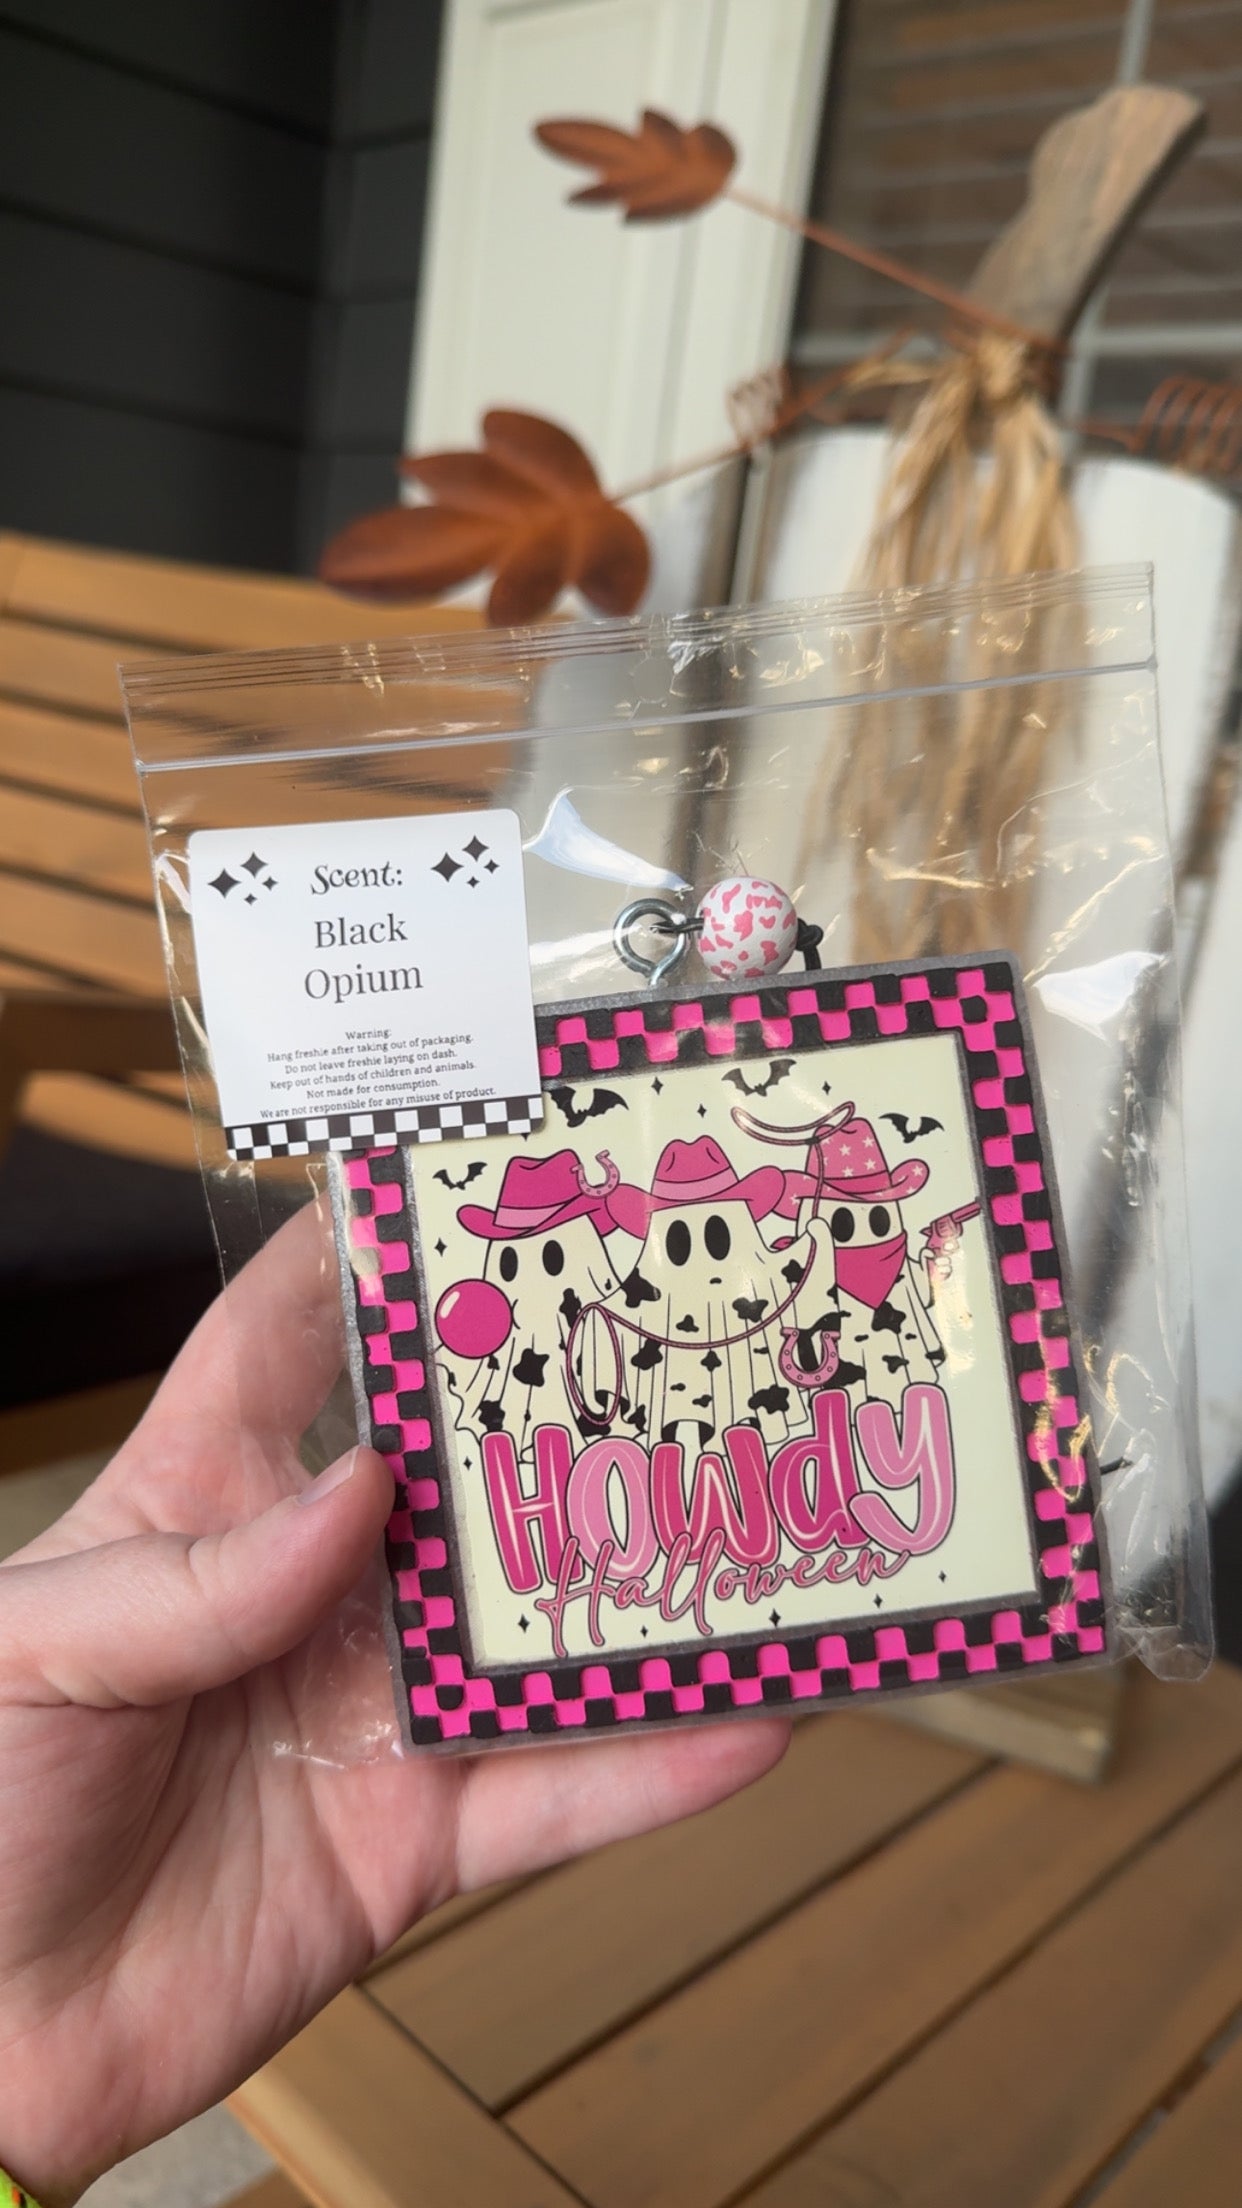 Scent:
Black
Opium
Warning:
Hang freshie after taking out of packaging.
Do not leave freshie laying on dash.
Keep out of hands of children and animals.
Not made for consumption.
We are not responsible for any misuse of product.
Howdy
Halloween